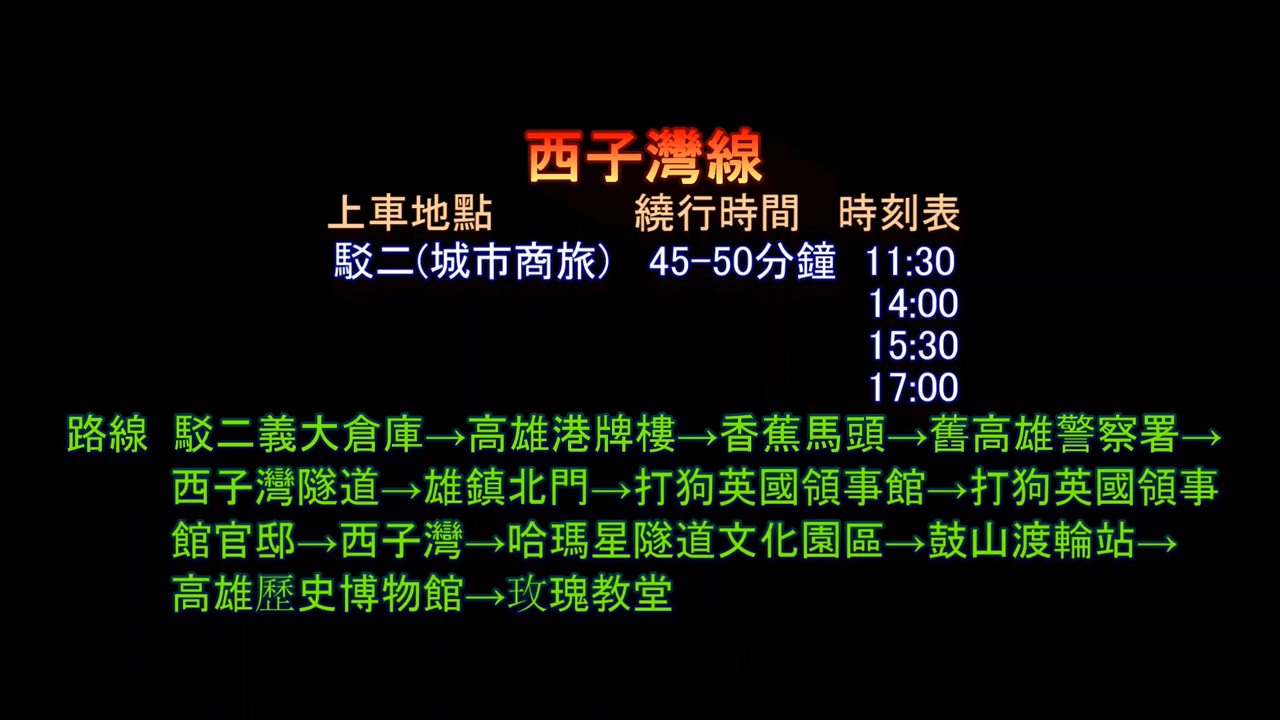 西子灣線
上車地點 繞行時間 時刻表
駁二(城市商旅) 45-50分鐘 11:30
14:00
15:30
17:00
路線 駁二義大倉庫→高雄港牌樓→香蕉馬頭→舊高雄警察署→
西子灣隧道→雄鎮北門→打狗英國領事館→打狗英國領事
館官邸→西子灣→哈瑪星隧道文化園區→鼓山渡輪站→
高雄歷史博物館→玫瑰教堂